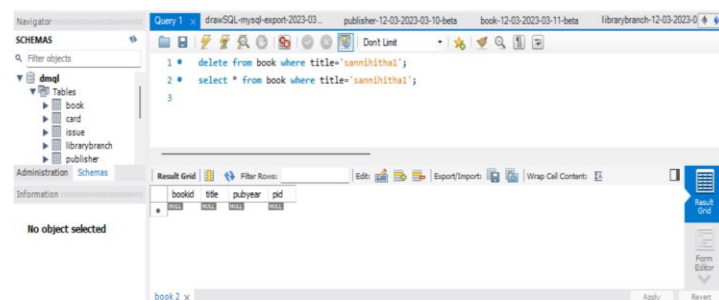 Navigator
Query 1
drawSQL-mysql-export-2023-03...
publisher-12-03-2023-03-10-beta
book-12-03-2023-03-11-beta
librarybranch-12-03-2023-0
SCHEMAS
Filter objects
Don't Limit
dmql
Tables
book
card
issue
librarybranch
publisher
1
delete from book where title='sannihitha1';
2
select * from book where title='sannihitha1';
3
Administration Schemas
Result Grid
Filter Rows:
Edit:
Export/Import:
Wrap Cell Content:
Information
bookid title pubyear pid
NULL NULL NULL NULL
No object selected
Result
Grid
Form
Editor
book 2
Apply Revert